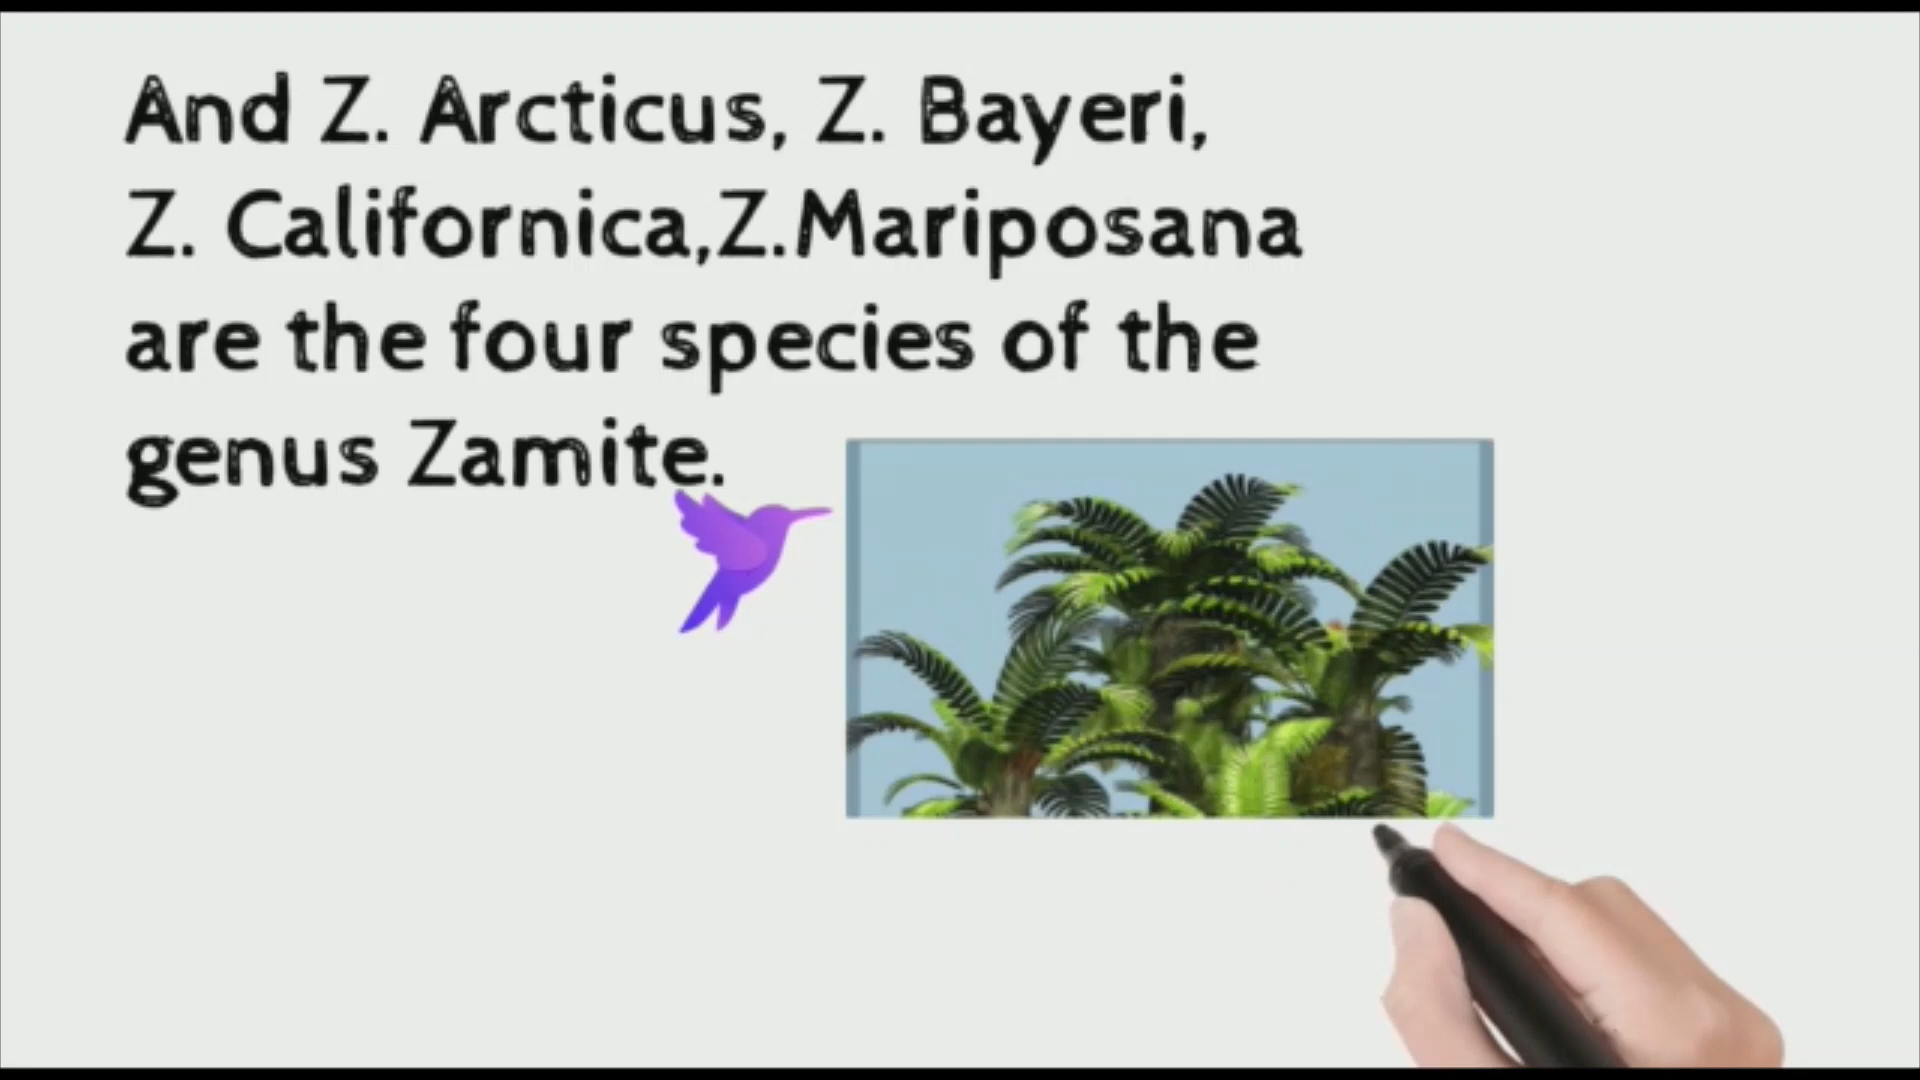 And Z. Arcticus, Z. Bayeri,
Z. Californica,Z.Mariposana
are the four species of the
genus Zamite.